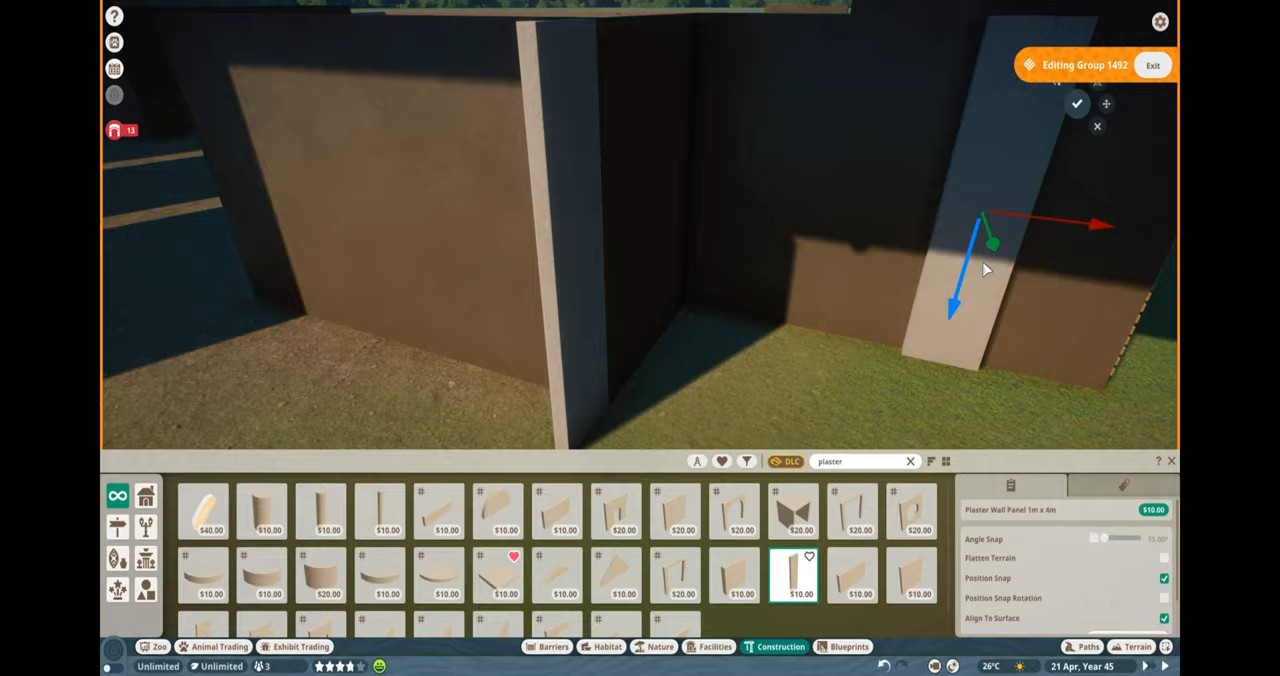 ?
Editing Group 1492
Exit
13
DLC
plaster
?
$40.00
$10.00
$10.00
$10.00
$10.00
$10.00
$10.00
$20.00
$20.00
$20.00
$20.00
$20.00
$20.00
$10.00
$10.00
$20.00
$10.00
$10.00
$10.00
$10.00
$10.00
$20.00
$10.00
$10.00
$10.00
$10.00
Plaster Wall Panel 1m x 4m
$10.00
Angle Snap
15.00°
Flatten Terrain
Position Snap
Position Snap Rotation
Align To Surface
Zoo
Animal Trading
Exhibit Trading
Barriers
Habitat
Nature
Facilities
Construction
Blueprints
Paths
Terrain
Unlimited
Unlimited
3
26°C
21 Apr, Year 45